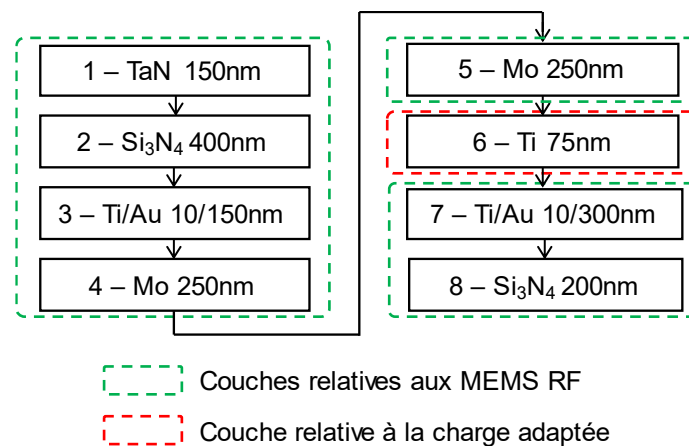 1 – TaN 150nm
2 – Si₃N₄ 400nm
3 – Ti/Au 10/150nm
4 – Mo 250nm
5 – Mo 250nm
6 – Ti 75nm
7 – Ti/Au 10/300nm
8 – Si₃N₄ 200nm
Couches relatives aux MEMS RF
Couche relative à la charge adaptée